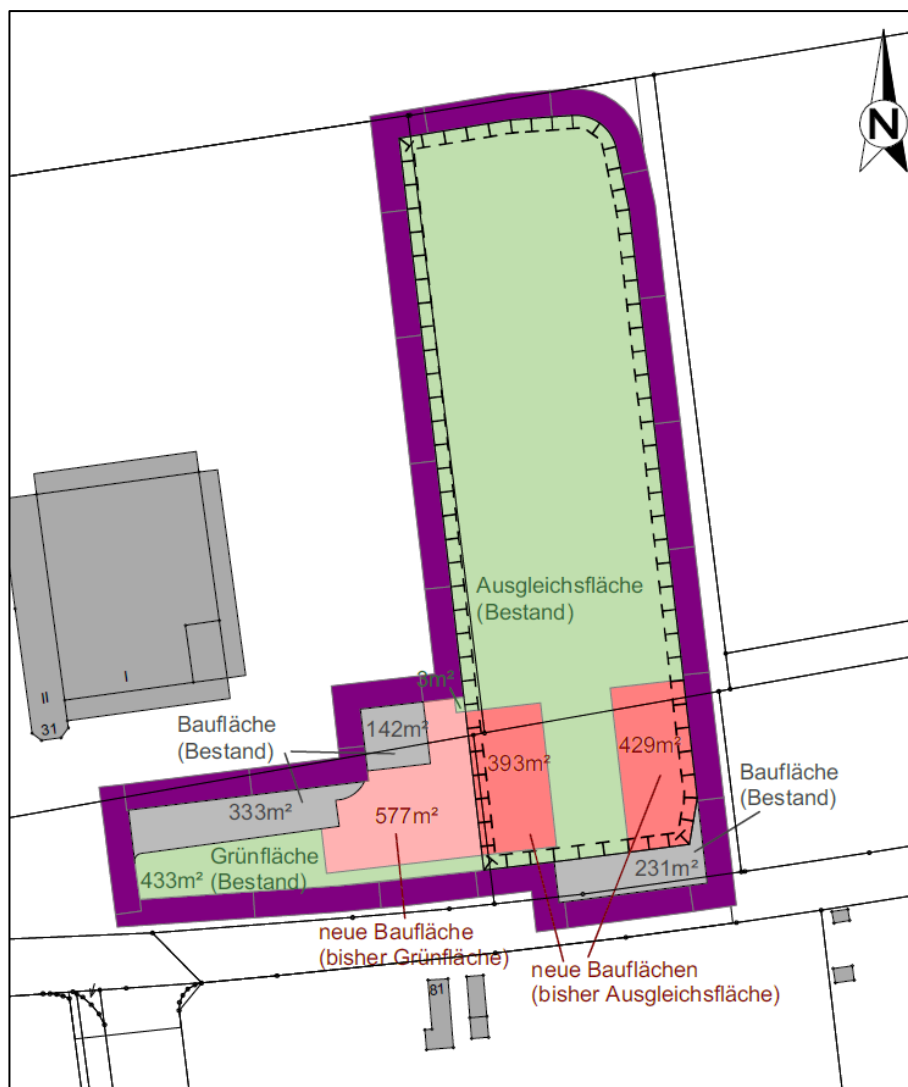 N
Ausgleichsfläche
(Bestand)
3m²
II
I
31
Baufläche
(Bestand)
142m²
393m²
429m²
Baufläche
(Bestand)
333m²
577m²
Grünfläche
(Bestand)
433m²
231m²
neue Baufläche
(bisher Grünfläche)
neue Bauflächen
(bisher Ausgleichsfläche)
81